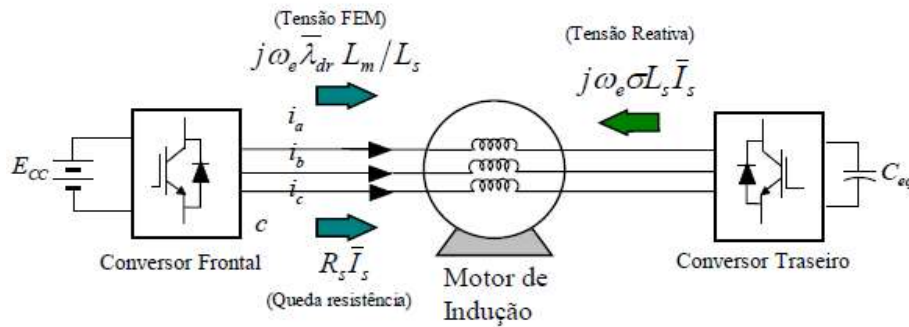 (Tensão FEM)
jω_e λ̄_dr L_m/L_s
(Tensão Reativa)
jω_e σL_s Ī_s
i_a
i_b
i_c
c
E_CC
C_eq
Conversor Frontal
R_s Ī_s
(Queda resistência)
Motor de
Indução
Conversor Traseiro